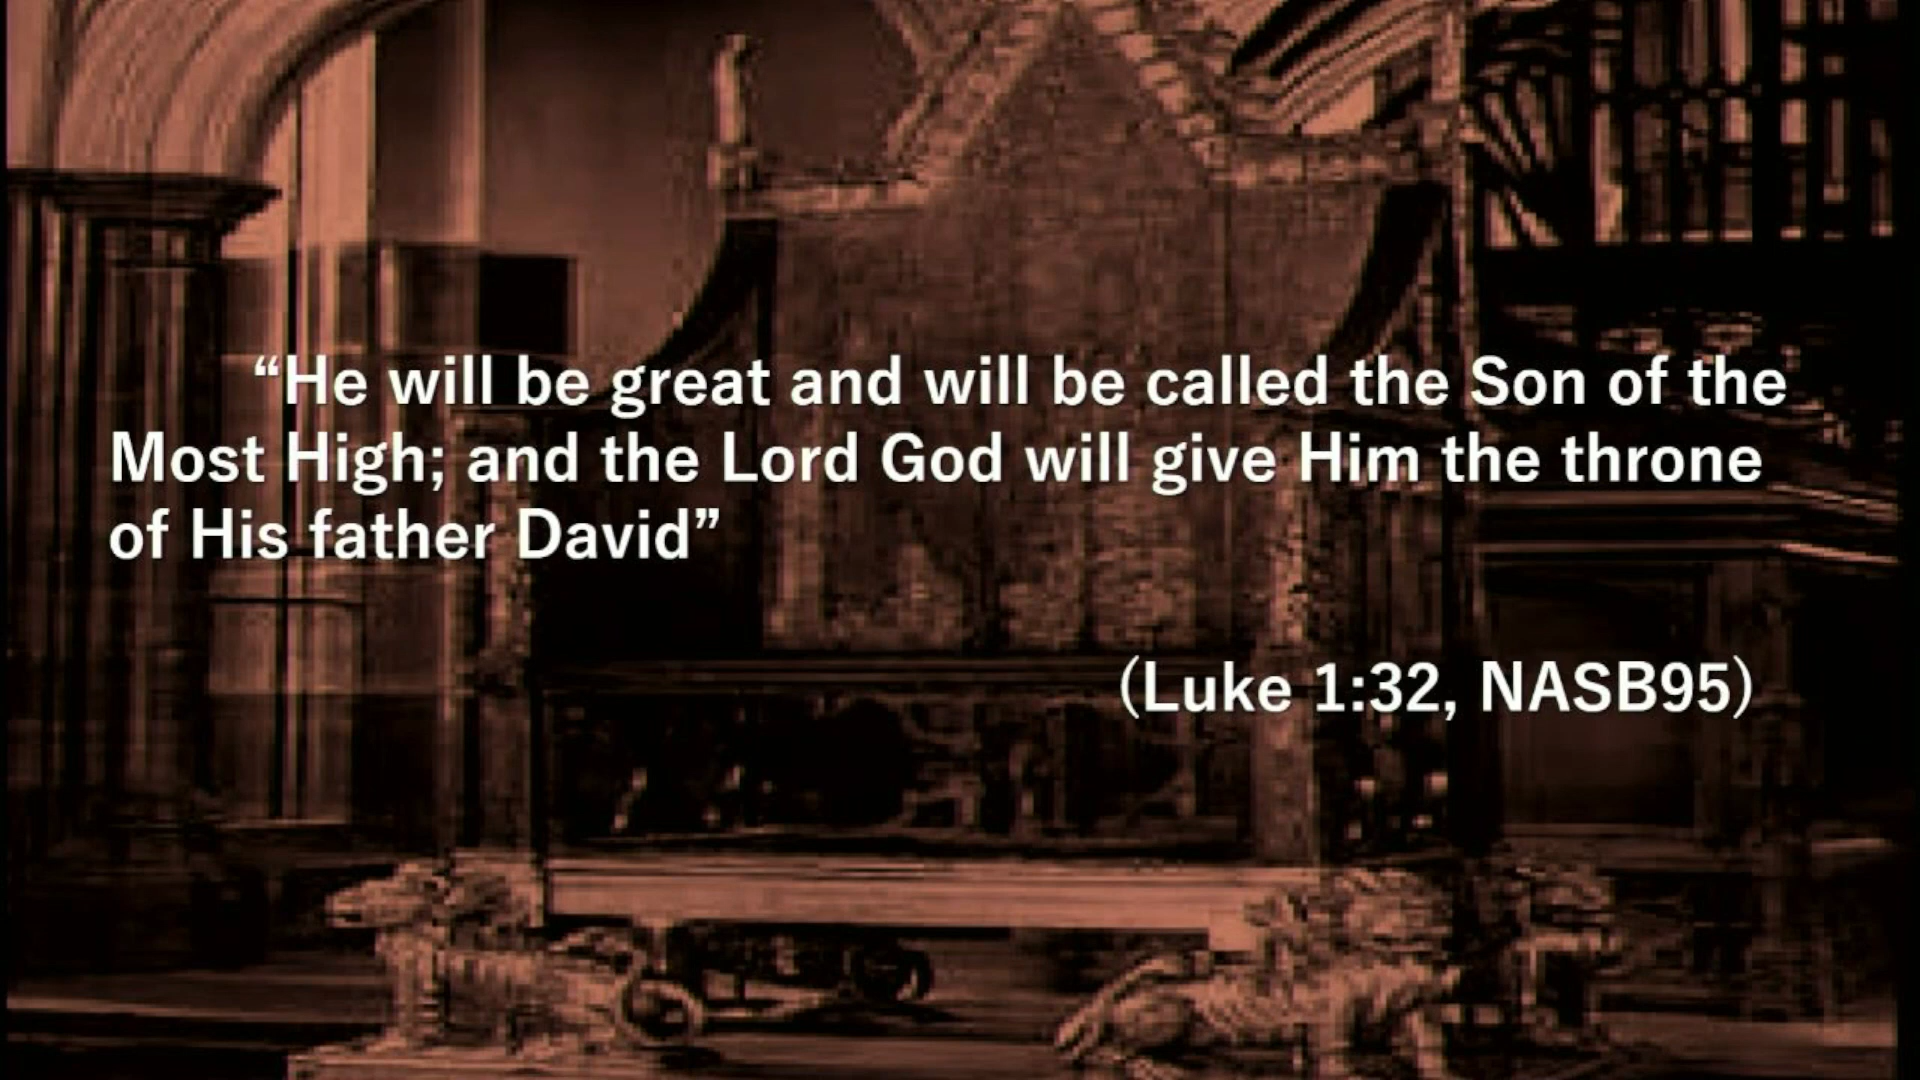 “He will be great and will be called the Son of the
Most High; and the Lord God will give Him the throne
of His father David”
(Luke 1:32, NASB95)